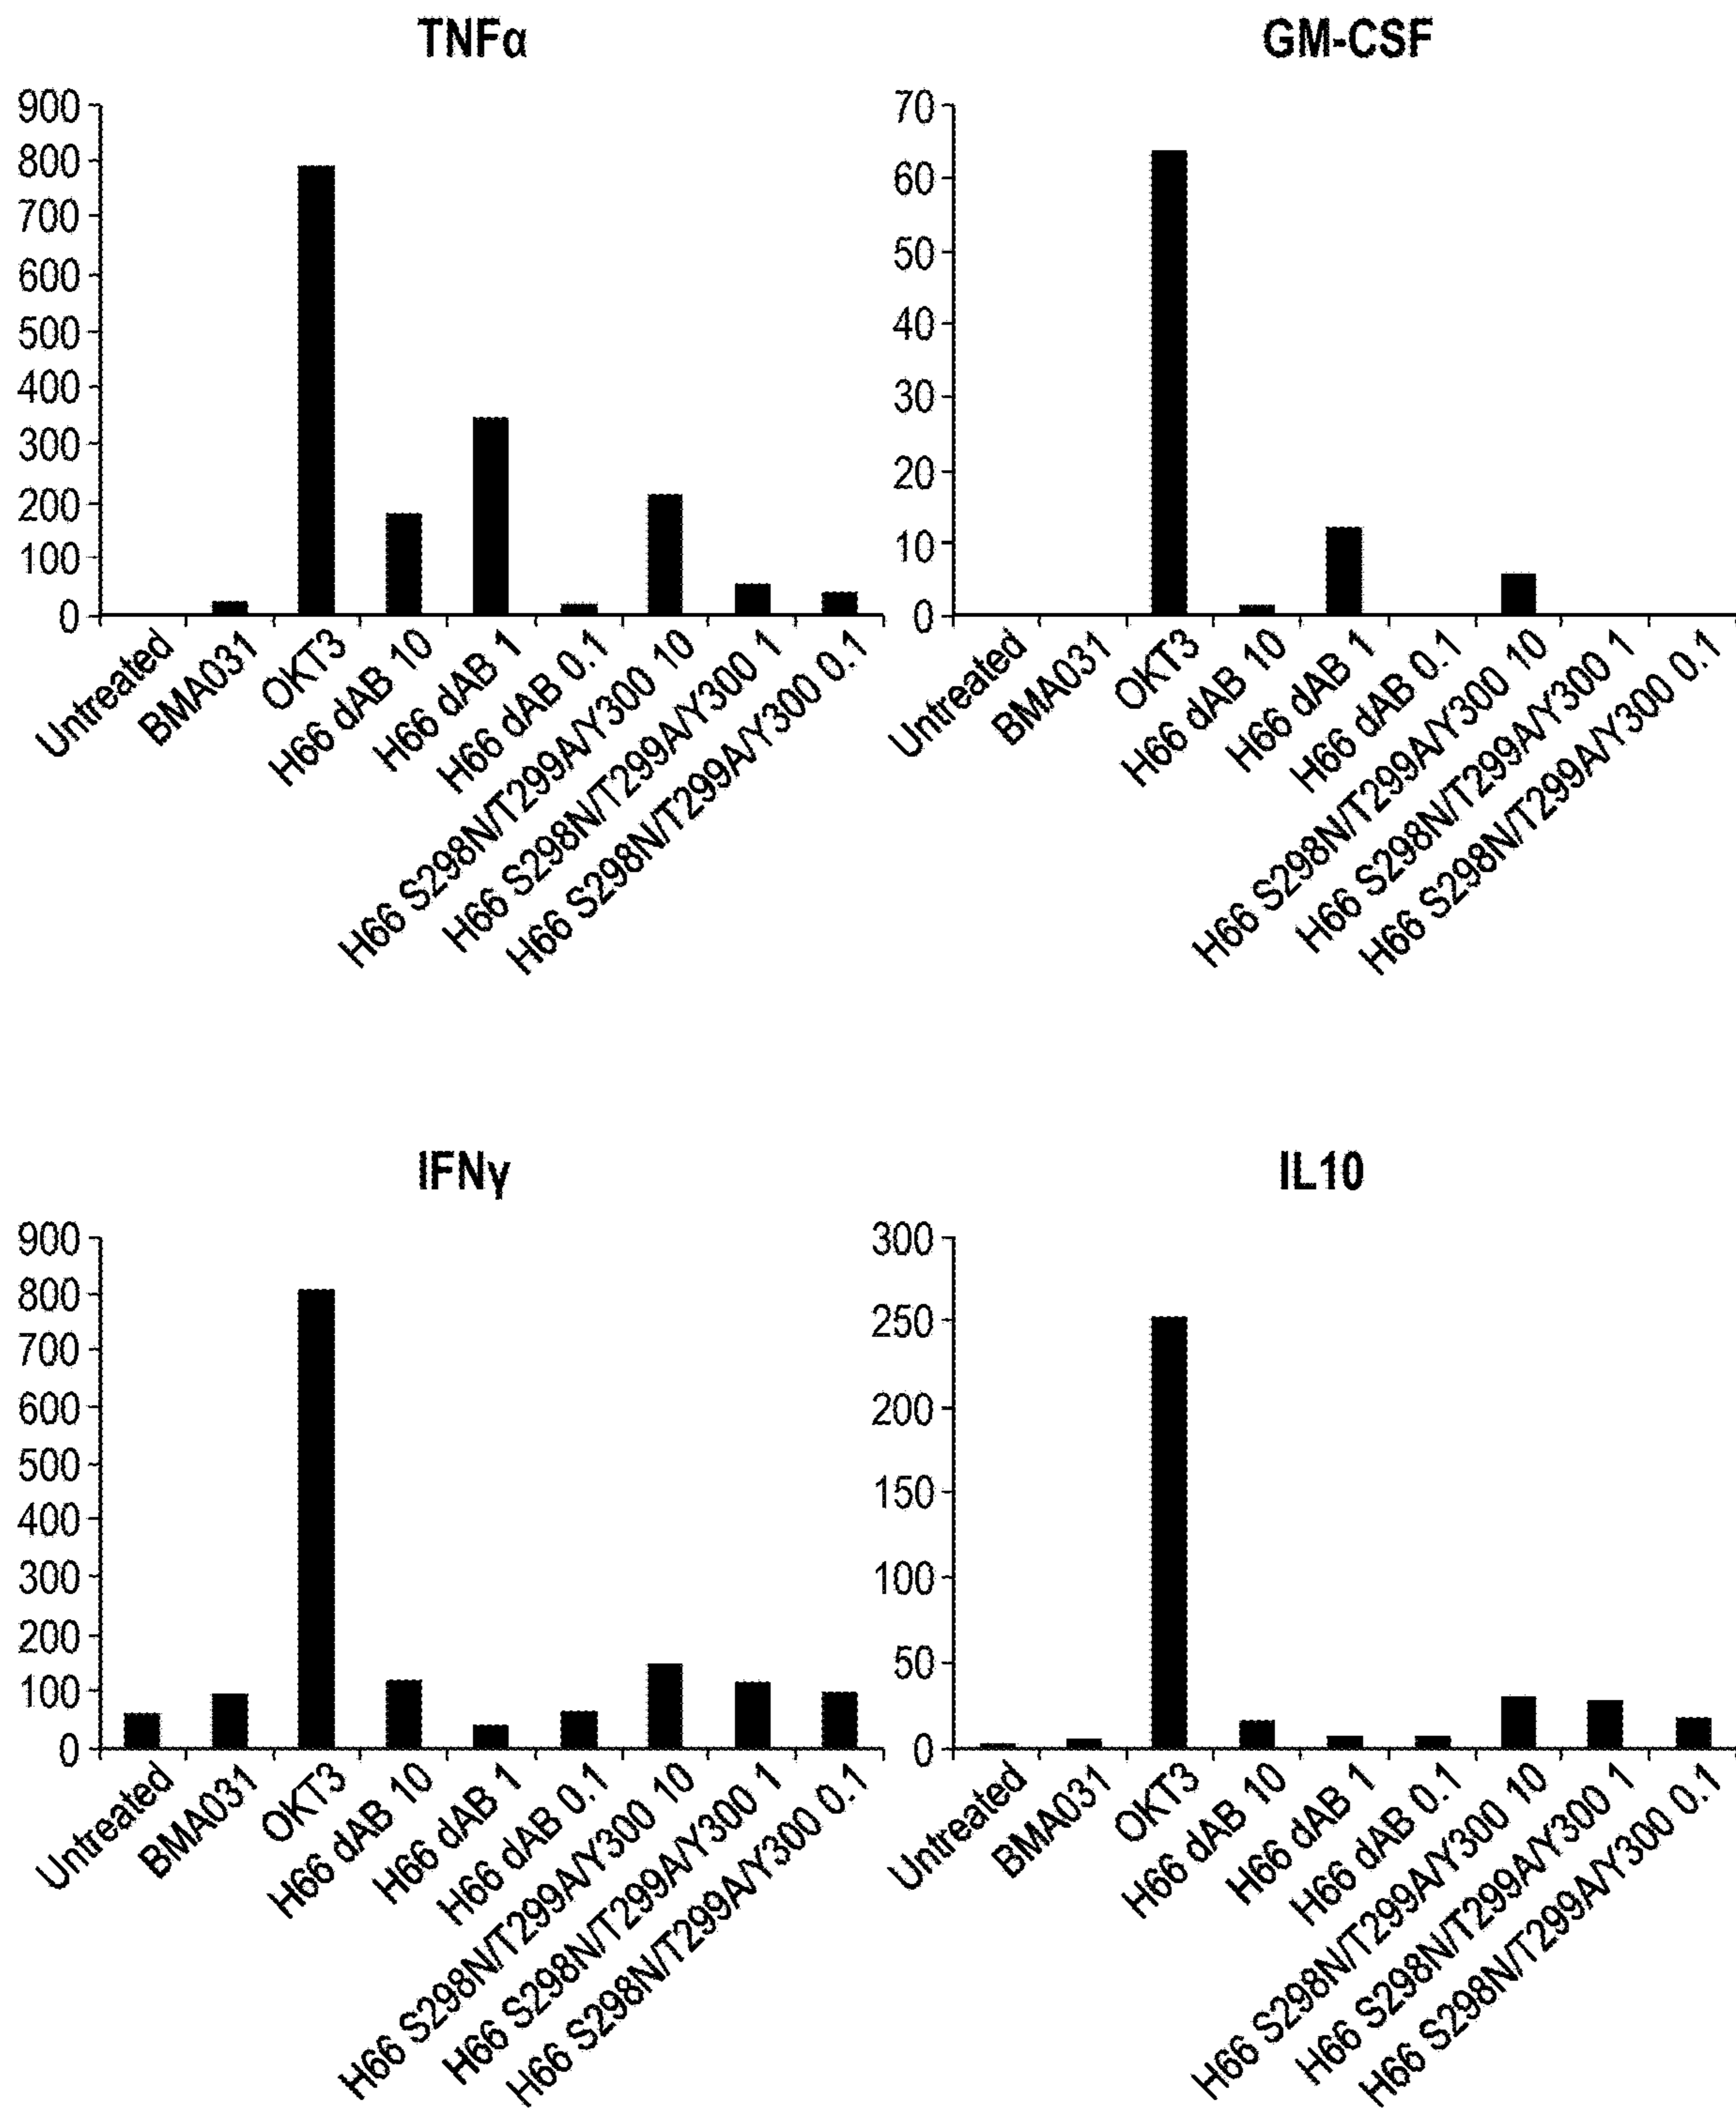 TNFα
900
800
700
600
500
400
300
200
100
0
Untreated
BMA031
OKT3
H66 dAB 10
H66 dAB 1
H66 dAB 0.1
H66 S298N/T299A/Y300 10
H66 S298N/T299A/Y300 1
H66 S298N/T299A/Y300 0.1
GM-CSF
70
60
50
40
30
20
10
0
Untreated
BMA031
OKT3
H66 dAB 10
H66 dAB 1
H66 dAB 0.1
H66 S298N/T299A/Y300 10
H66 S298N/T299A/Y300 1
H66 S298N/T299A/Y300 0.1
IFNγ
900
800
700
600
500
400
300
200
100
0
Untreated
BMA031
OKT3
H66 dAB 10
H66 dAB 1
H66 dAB 0.1
H66 S298N/T299A/Y300 10
H66 S298N/T299A/Y300 1
H66 S298N/T299A/Y300 0.1
IL10
300
250
200
150
100
50
0
Untreated
BMA031
OKT3
H66 dAB 10
H66 dAB 1
H66 dAB 0.1
H66 S298N/T299A/Y300 10
H66 S298N/T299A/Y300 1
H66 S298N/T299A/Y300 0.1